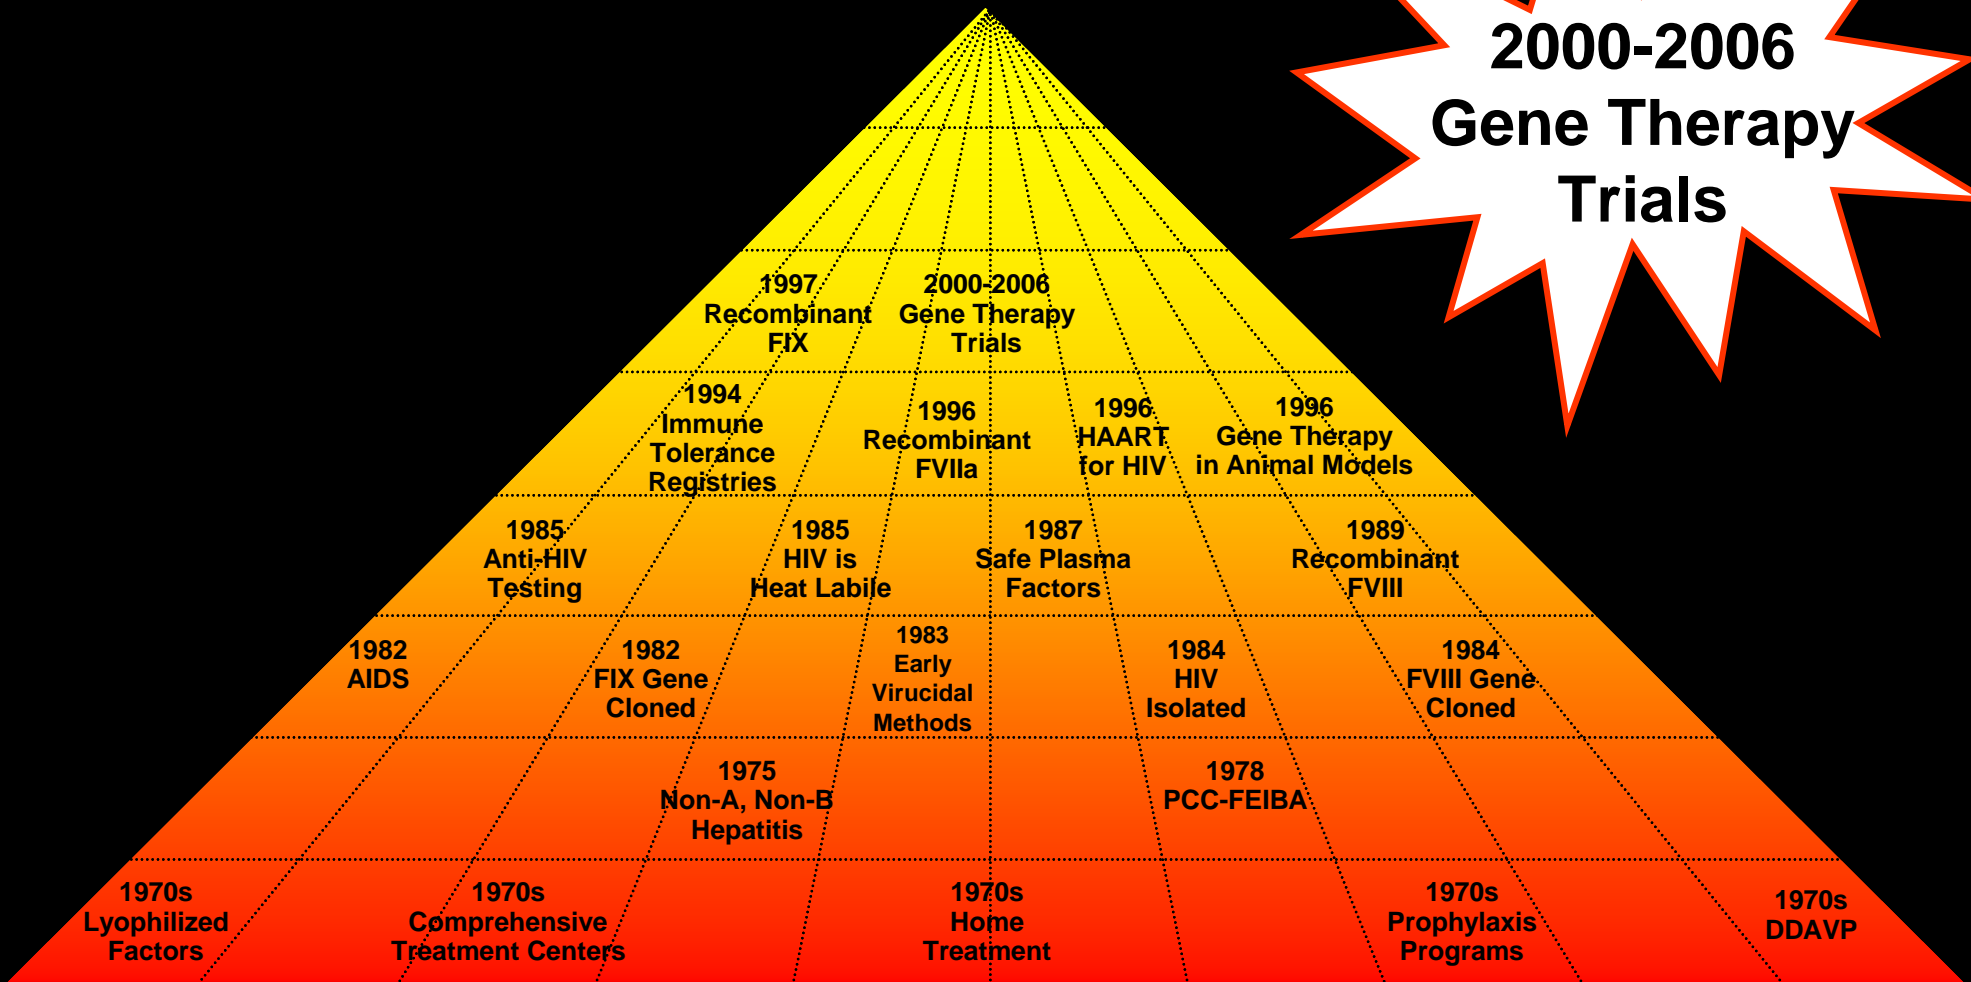 2000-2006
Gene Therapy
Trials
1997
Recombinant
FIX
2000-2006
Gene Therapy
Trials
1994
Immune
Tolerance
Registries
1996
Recombinant
FVIIa
1996
HAART
for HIV
1996
Gene Therapy
in Animal Models
1985
Anti-HIV
Testing
1985
HIV is
Heat Labile
1987
Safe Plasma
Factors
1989
Recombinant
FVIII
1982
AIDS
1982
FIX Gene
Cloned
1983
Early
Virucidal
Methods
1984
HIV
Isolated
1984
FVIII Gene
Cloned
1975
Non-A, Non-B
Hepatitis
1978
PCC-FEIBA
1970s
Lyophilized
Factors
1970s
Comprehensive
Treatment Centers
1970s
Home
Treatment
1970s
Prophylaxis
Programs
1970s
DDAVP